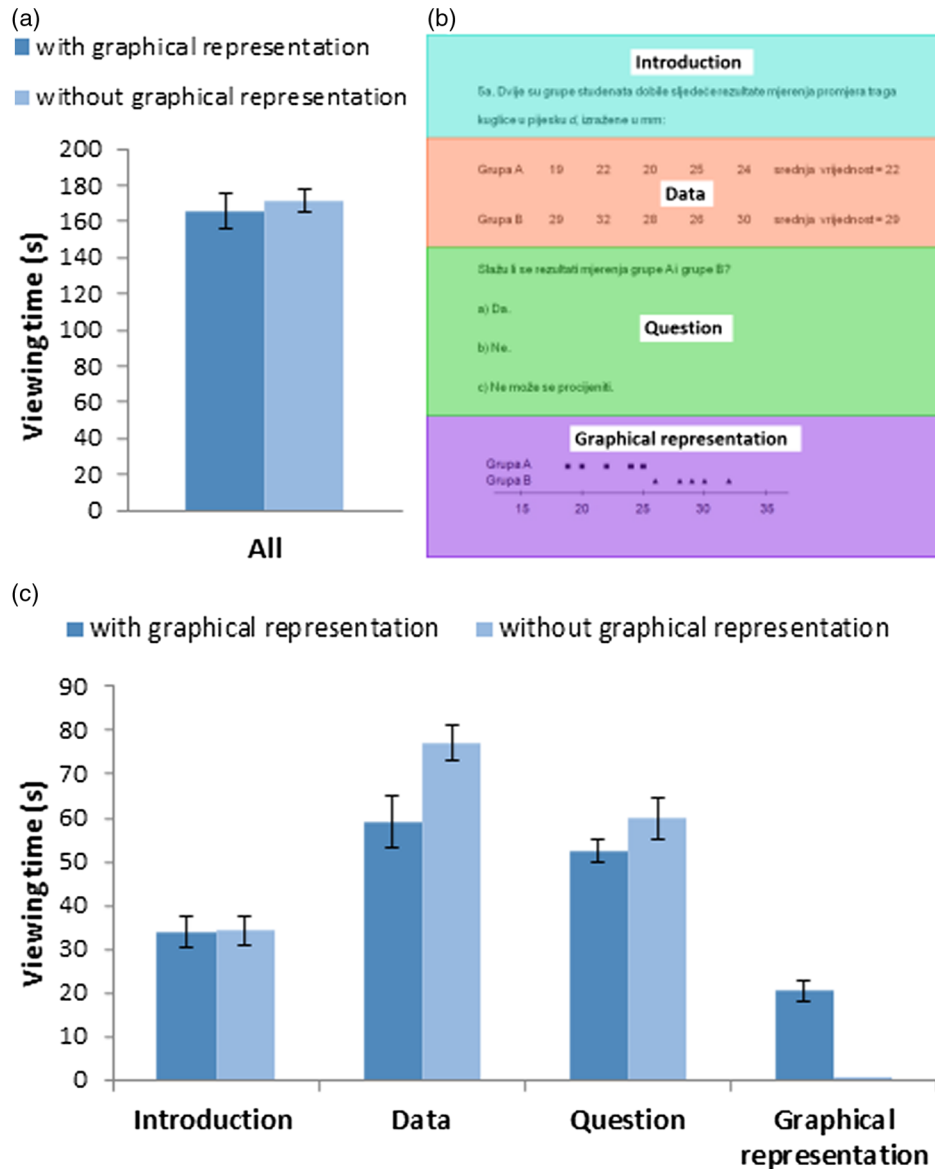 (a)
with graphical representation
without graphical representation
Viewing time (s)
200
180
160
140
120
100
80
60
40
20
0
All
(b)
Introduction
5a. Dvije su grupe studenata dobile sljedeće rezultate mjerenja promjera traga
kuglice u pijesku d, izražene u mm:
Grupa A 19 22 20 25 24 srednja vrijednost = 22
Data
Grupa B 29 32 28 26 30 srednja vrijednost = 29
Slažu li se rezultati mjerenja grupe A i grupe B?
a) Da.
Question
b) Ne.
c) Ne može se procijeniti.
Graphical representation
Grupa A
Grupa B
15 20 25 30 35
(c)
with graphical representation without graphical representation
Viewing time (s)
90
80
70
60
50
40
30
20
10
0
Introduction Data Question Graphical
representation